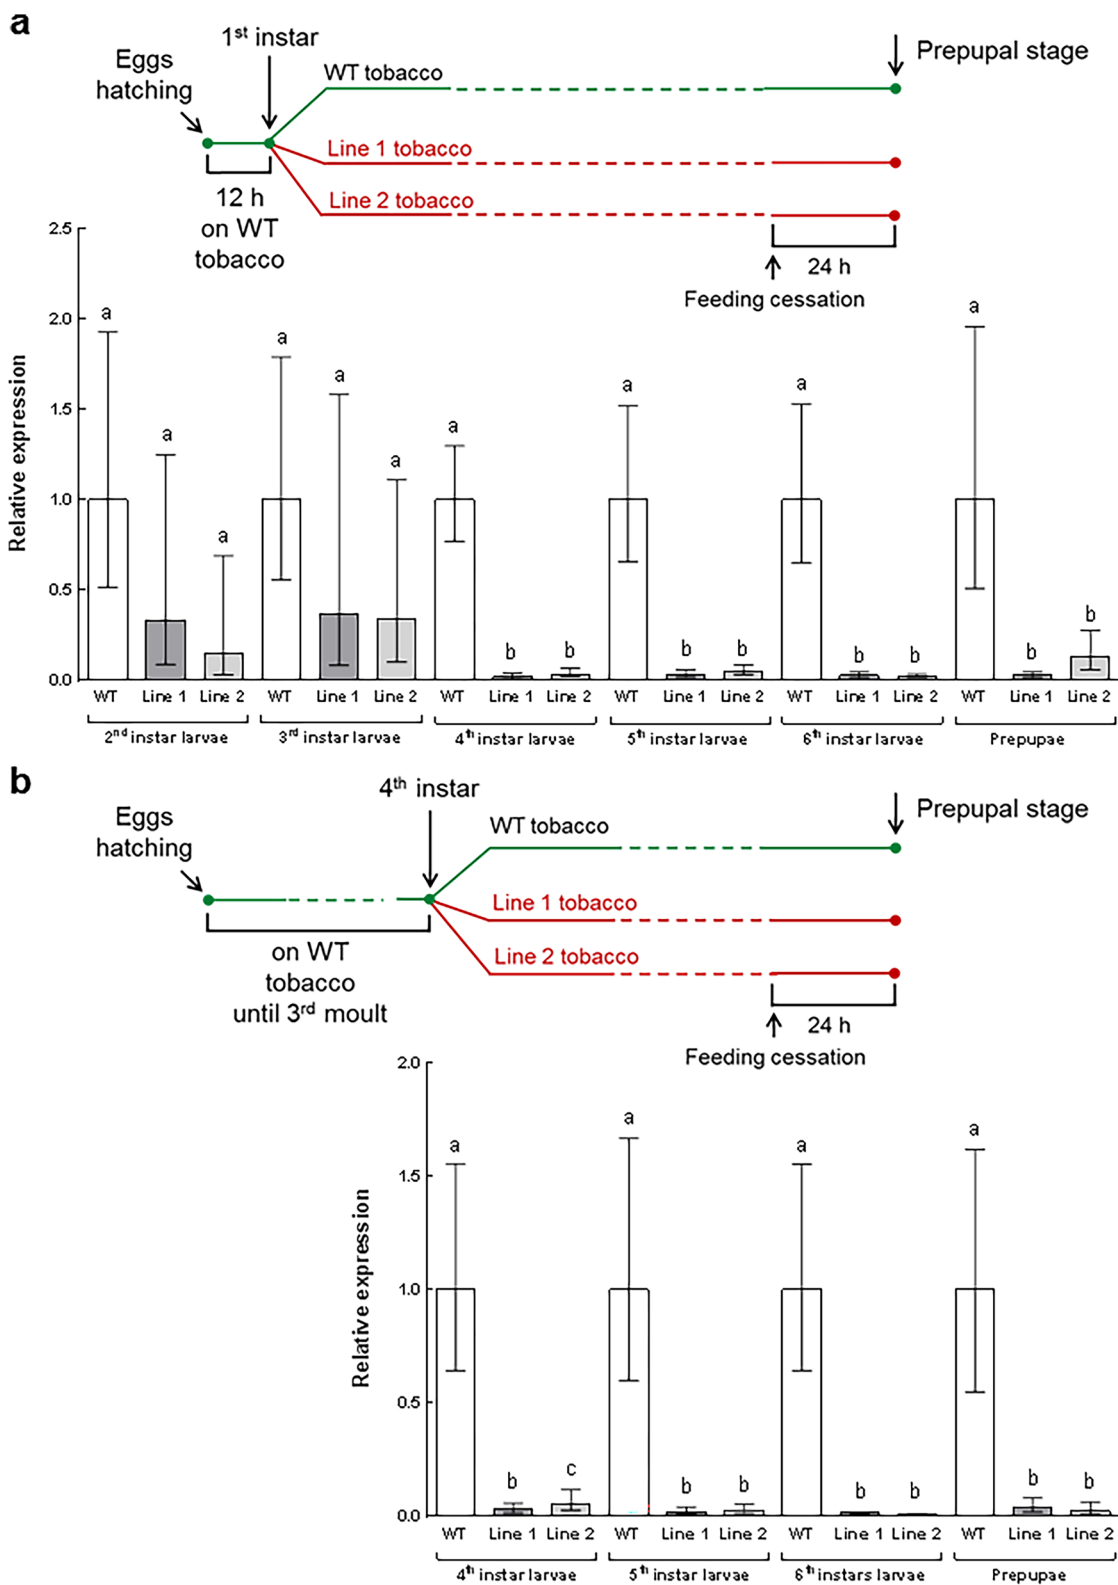 a
1st instar
Eggs
hatching
WT tobacco
Prepupal stage
Line 1 tobacco
Line 2 tobacco
12 h
on WT
tobacco
24 h
Feeding cessation
Relative expression
2.5
2.0
1.5
1.0
0.5
0.0
a a a a a a a b b a b b a b b a b b
WT Line 1 Line 2 WT Line 1 Line 2 WT Line 1 Line 2 WT Line 1 Line 2 WT Line 1 Line 2 WT Line 1 Line 2
2nd instar larvae 3rd instar larvae 4th instar larvae 5th instar larvae 6th instar larvae Prepupae
b
4th instar
Eggs
hatching
WT tobacco
Prepupal stage
Line 1 tobacco
Line 2 tobacco
on WT
tobacco
until 3rd moult
24 h
Feeding cessation
Relative expression
2.0
1.5
1.0
0.5
0.0
a b c a b b a b b a b b
WT Line 1 Line 2 WT Line 1 Line 2 WT Line 1 Line 2 WT Line 1 Line 2
4th instar larvae 5th instar larvae 6th instars larvae Prepupae